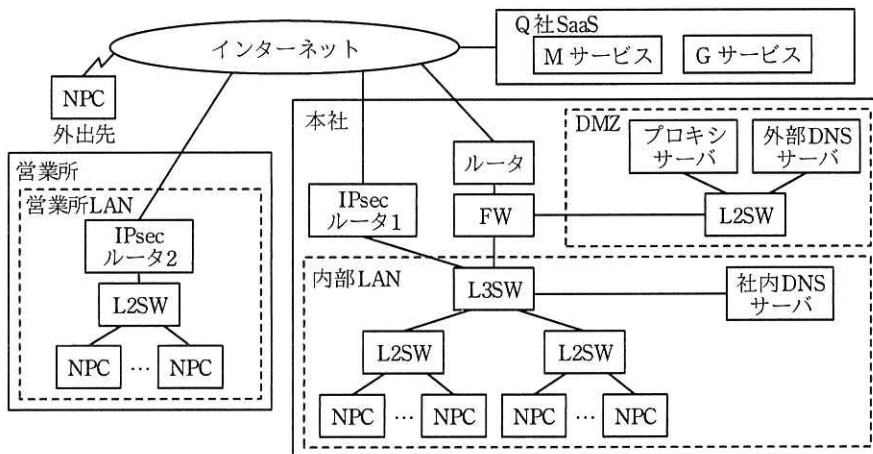 Q社SaaS
インターネット
Mサービス
Gサービス
NPC
外出先
本社
DMZ
プロキシ
サーバ
外部DNS
サーバ
ルータ
営業所
営業所LAN
IPsec
ルータ1
FW
L2SW
IPsec
ルータ2
内部LAN
L3SW
社内DNS
サーバ
L2SW
L2SW
L2SW
NPC … NPC
NPC … NPC
NPC … NPC